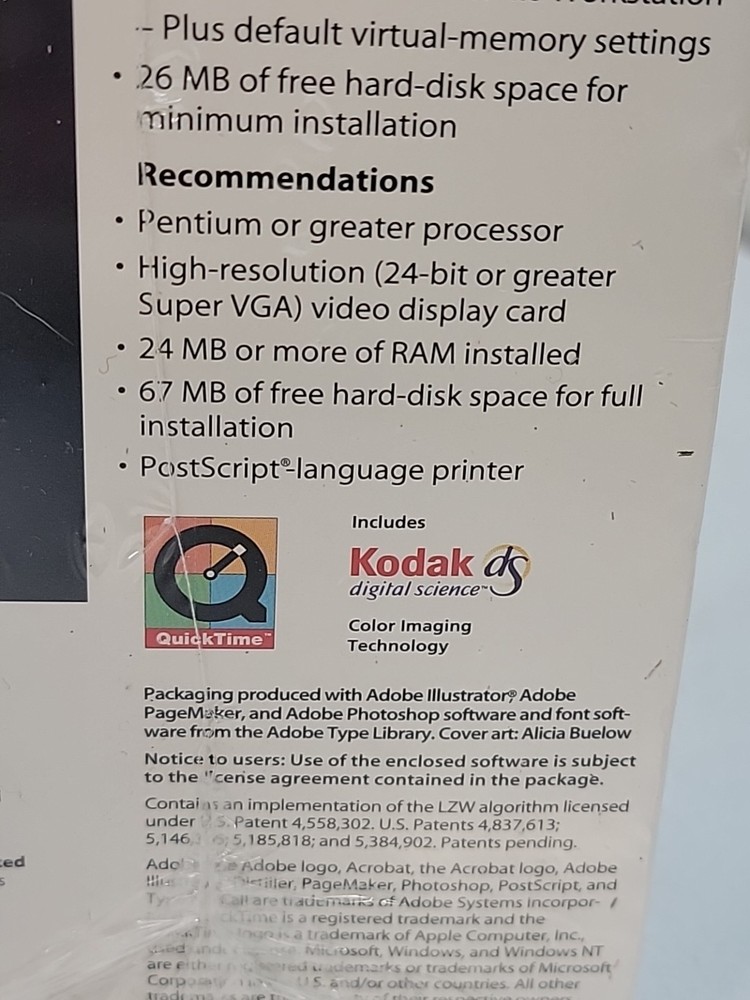 -- Plus default virtual-memory settings
• 26 MB of free hard-disk space for
minimum installation
Recommendations
• Pentium or greater processor
• High-resolution (24-bit or greater
Super VGA) video display card
• 24 MB or more of RAM installed
• 67 MB of free hard-disk space for full
installation
• PostScript®-language printer
Includes
Kodak ds
digital science™
Color Imaging
Technology
QuickTime™
Packaging produced with Adobe Illustrator,® Adobe
PageMaker, and Adobe Photoshop software and font soft-
ware from the Adobe Type Library. Cover art: Alicia Buelow
Notice to users: Use of the enclosed software is subject
to the license agreement contained in the package.
Contains an implementation of the LZW algorithm licensed
under U.S. Patent 4,558,302. U.S. Patents 4,837,613;
5,185,818; and 5,384,902. Patents pending.
Adobe logo, Acrobat, the Acrobat logo, Adobe
Distiller, PageMaker, Photoshop, PostScript, and
are trademarks of Adobe Systems Incorpor-
is a registered trademark and the
logo is a trademark of Apple Computer, Inc.,
Microsoft, Windows, and Windows NT
are trademarks or trademarks of Microsoft
U.S. and/or other countries. All other